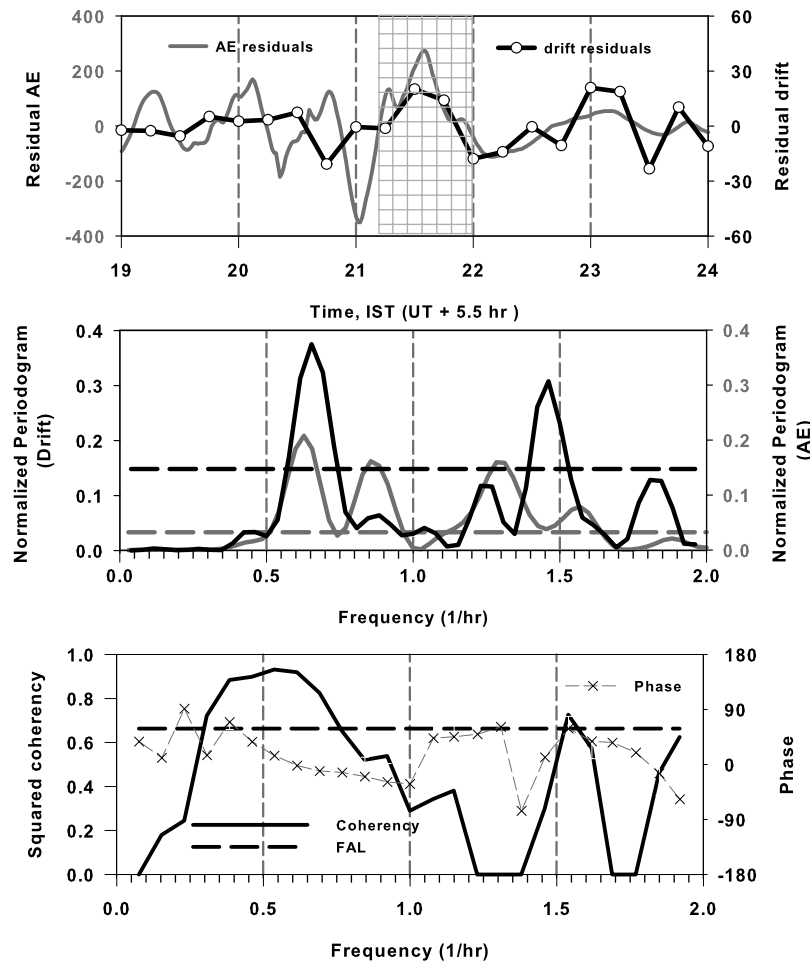 400
200
0
-200
-400
Residual AE
AE residuals
drift residuals
60
30
0
-30
-60
Residual drift
19 20 21 22 23 24
Time, IST (UT + 5.5 hr )
0.4
0.3
0.2
0.1
0.0
Normalized Periodogram
(Drift)
0.4
0.3
0.2
0.1
0.0
Normalized Periodogram
(AE)
0.0 0.5 1.0 1.5 2.0
Frequency (1/hr)
1.0
0.8
0.6
0.4
0.2
0.0
Squared coherency
Phase
Coherency
FAL
180
90
0
-90
-180
Phase
0.0 0.5 1.0 1.5 2.0
Frequency (1/hr)